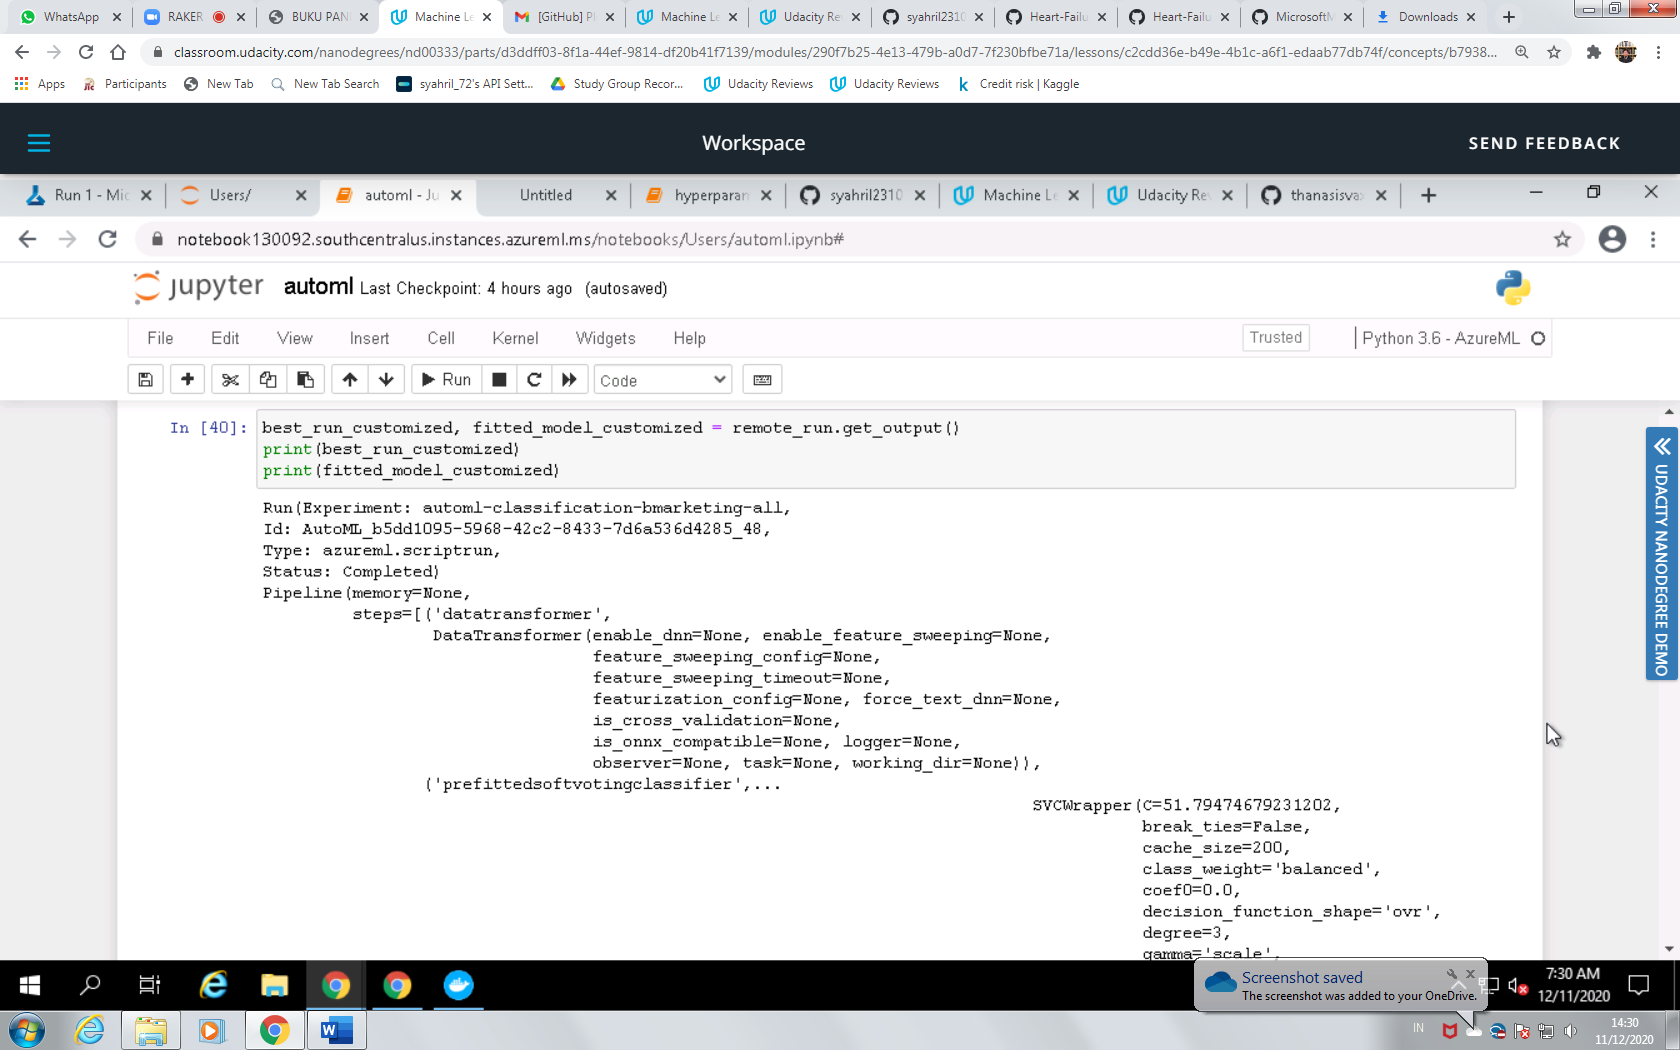 WhatsApp
RAKER
BUKU PAN
Machine Le
[GitHub] P
Machine Le
Udacity Re
syahril2310
Heart-Failu
Heart-Failu
MicrosoftM
Downloads
classroom.udacity.com/nanodegrees/nd00333/parts/d3ddff03-8f1a-44ef-9814-df20b41f7139/modules/290f7b25-4e13-479b-a0d7-7f230bfbe71a/lessons/c2cdd36e-b49e-4b1c-a6f1-edaab77db74f/concepts/b7938...
Apps
Participants
New Tab
New Tab Search
syahril_72's API Sett...
Study Group Recor...
Udacity Reviews
Udacity Reviews
Credit risk | Kaggle
Workspace
SEND FEEDBACK
Run 1 - Mic
Users/
automl - Ju
Untitled
hyperparam
syahril2310
Machine Le
Udacity Re
thanasisvax
notebook130092.southcentralus.instances.azureml.ms/notebooks/Users/automl.ipynb#
jupyter automl Last Checkpoint: 4 hours ago (autosaved)
File Edit View Insert Cell Kernel Widgets Help
Trusted
Python 3.6 - AzureML
Run
Code
In [40]: best_run_customized, fitted_model_customized = remote_run.get_output()
print(best_run_customized)
print(fitted_model_customized)
Run(Experiment: automl-classification-bmarketing-all,
Id: AutoML_b5dd1095-5968-42c2-8433-7d6a536d4285_48,
Type: azureml.scriptrun,
Status: Completed)
Pipeline(memory=None,
steps=[('datatransformer',
DataTransformer(enable_dnn=None, enable_feature_sweeping=None,
feature_sweeping_config=None,
feature_sweeping_timeout=None,
featurization_config=None, force_text_dnn=None,
is_cross_validation=None,
is_onnx_compatible=None, logger=None,
observer=None, task=None, working_dir=None)),
('prefittedsoftvotingclassifier',...
SVCWrapper(C=51.79474679231202,
break_ties=False,
cache_size=200,
class_weight='balanced',
coef0=0.0,
decision_function_shape='ovr',
degree=3,
gamma='scale',
UDACITY NANODEGREE DEMO
Screenshot saved
The screenshot was added to your OneDrive.
7:30 AM
12/11/2020
IN
14:30
11/12/2020